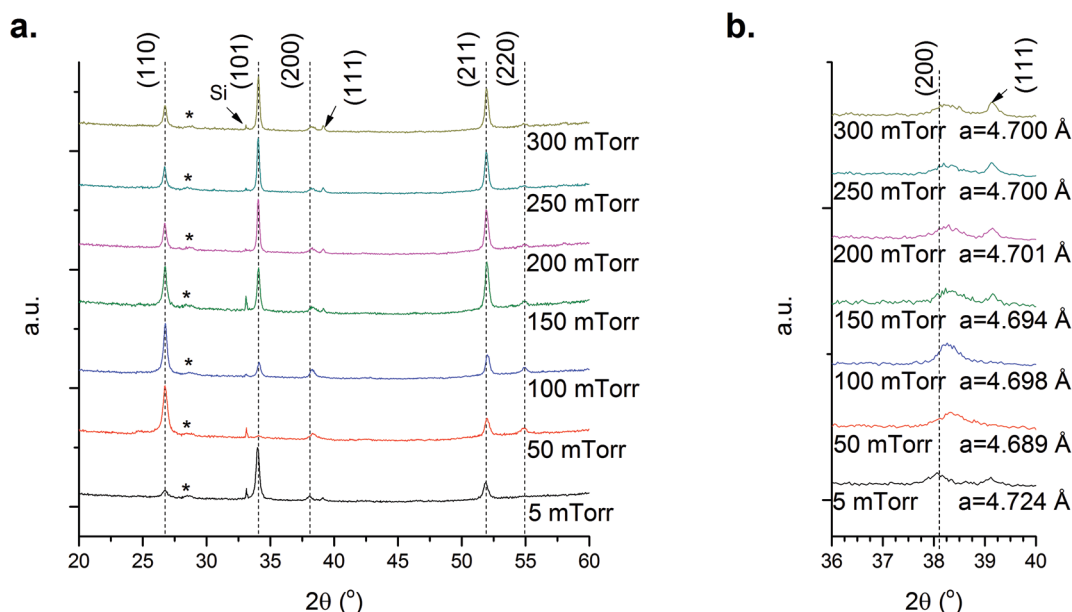 a.
(110)
Si
(101)
(200)
(111)
(211)
(220)
*
300 mTorr
*
250 mTorr
*
200 mTorr
*
150 mTorr
*
100 mTorr
*
50 mTorr
*
5 mTorr
a.u.
20 25 30 35 40 45 50 55 60
2θ (°)
b.
(200)
(111)
300 mTorr a=4.700 Å
250 mTorr a=4.700 Å
200 mTorr a=4.701 Å
150 mTorr a=4.694 Å
100 mTorr a=4.698 Å
50 mTorr a=4.689 Å
5 mTorr a=4.724 Å
a.u.
36 37 38 39 40
2θ (°)